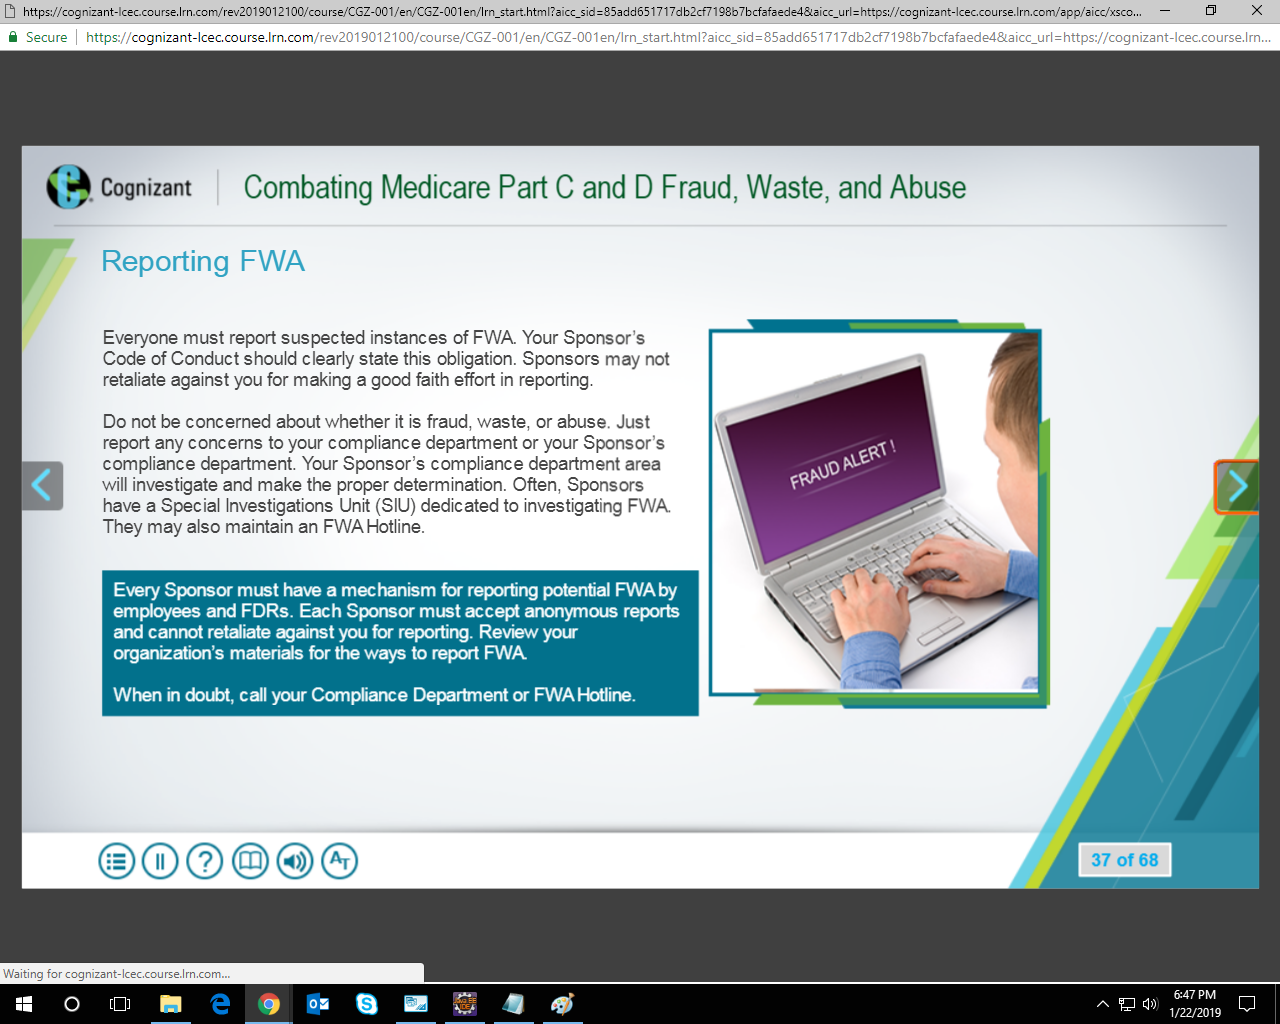 https://cognizant-lcec.course.lrn.com/rev2019012100/course/CGZ-001/en/CGZ-001en/lrn_start.html?aicc_sid=85add651717db2cf7198b7bcfafaede4&aicc_url=https://cognizant-lcec.course.lrn.com/app/aicc/xsco...
Secure https://cognizant-lcec.course.lrn.com/rev2019012100/course/CGZ-001/en/CGZ-001en/lrn_start.html?aicc_sid=85add651717db2cf7198b7bcfafaede4&aicc_url=https://cognizant-lcec.course.lrn...
Cognizant Combating Medicare Part C and D Fraud, Waste, and Abuse
Reporting FWA
Everyone must report suspected instances of FWA. Your Sponsor's
Code of Conduct should clearly state this obligation. Sponsors may not
retaliate against you for making a good faith effort in reporting.
Do not be concerned about whether it is fraud, waste, or abuse. Just
report any concerns to your compliance department or your Sponsor's
compliance department. Your Sponsor's compliance department area
will investigate and make the proper determination. Often, Sponsors
have a Special Investigations Unit (SIU) dedicated to investigating FWA.
They may also maintain an FWA Hotline.
Every Sponsor must have a mechanism for reporting potential FWA by
employees and FDRs. Each Sponsor must accept anonymous reports
and cannot retaliate against you for reporting. Review your
organization's materials for the ways to report FWA.
When in doubt, call your Compliance Department or FWA Hotline.
FRAUD ALERT !
37 of 68
Waiting for cognizant-lcec.course.lrn.com...
6:47 PM
1/22/2019